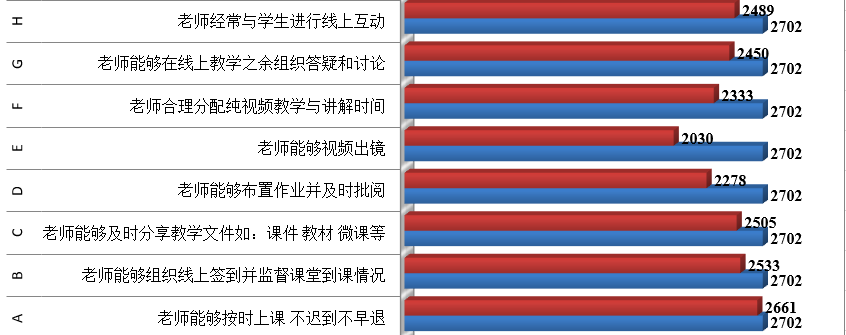 H 老师经常与学生进行线上互动 2489
2702
G 老师能够在线上教学之余组织答疑和讨论 2450
2702
F 老师合理分配纯视频教学与讲解时间 2333
2702
E 老师能够视频出镜 2030
2702
D 老师能够布置作业并及时批阅 2278
2702
C 老师能够及时分享教学文件如：课件 教材 微课等 2505
2702
B 老师能够组织线上签到并监督课堂到课情况 2533
2702
A 老师能够按时上课 不迟到不早退 2661
2702